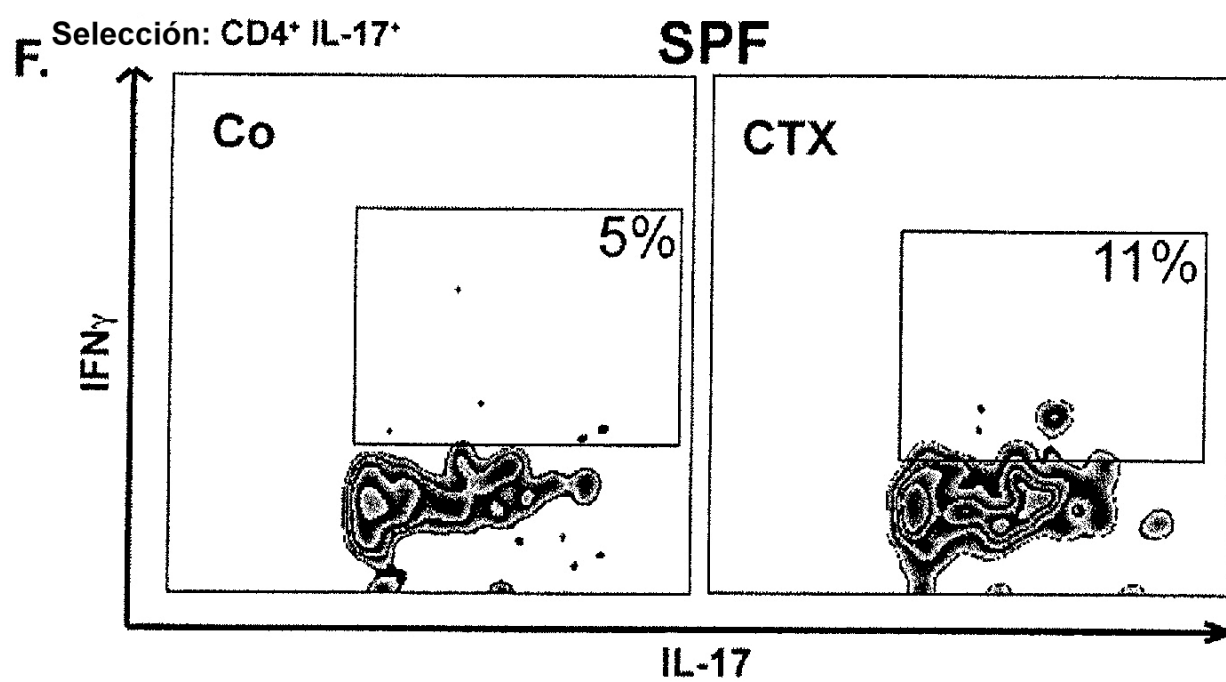 F. Selección: CD4⁺ IL-17⁺
SPF
Co
CTX
5%
11%
IFNγ
IL-17